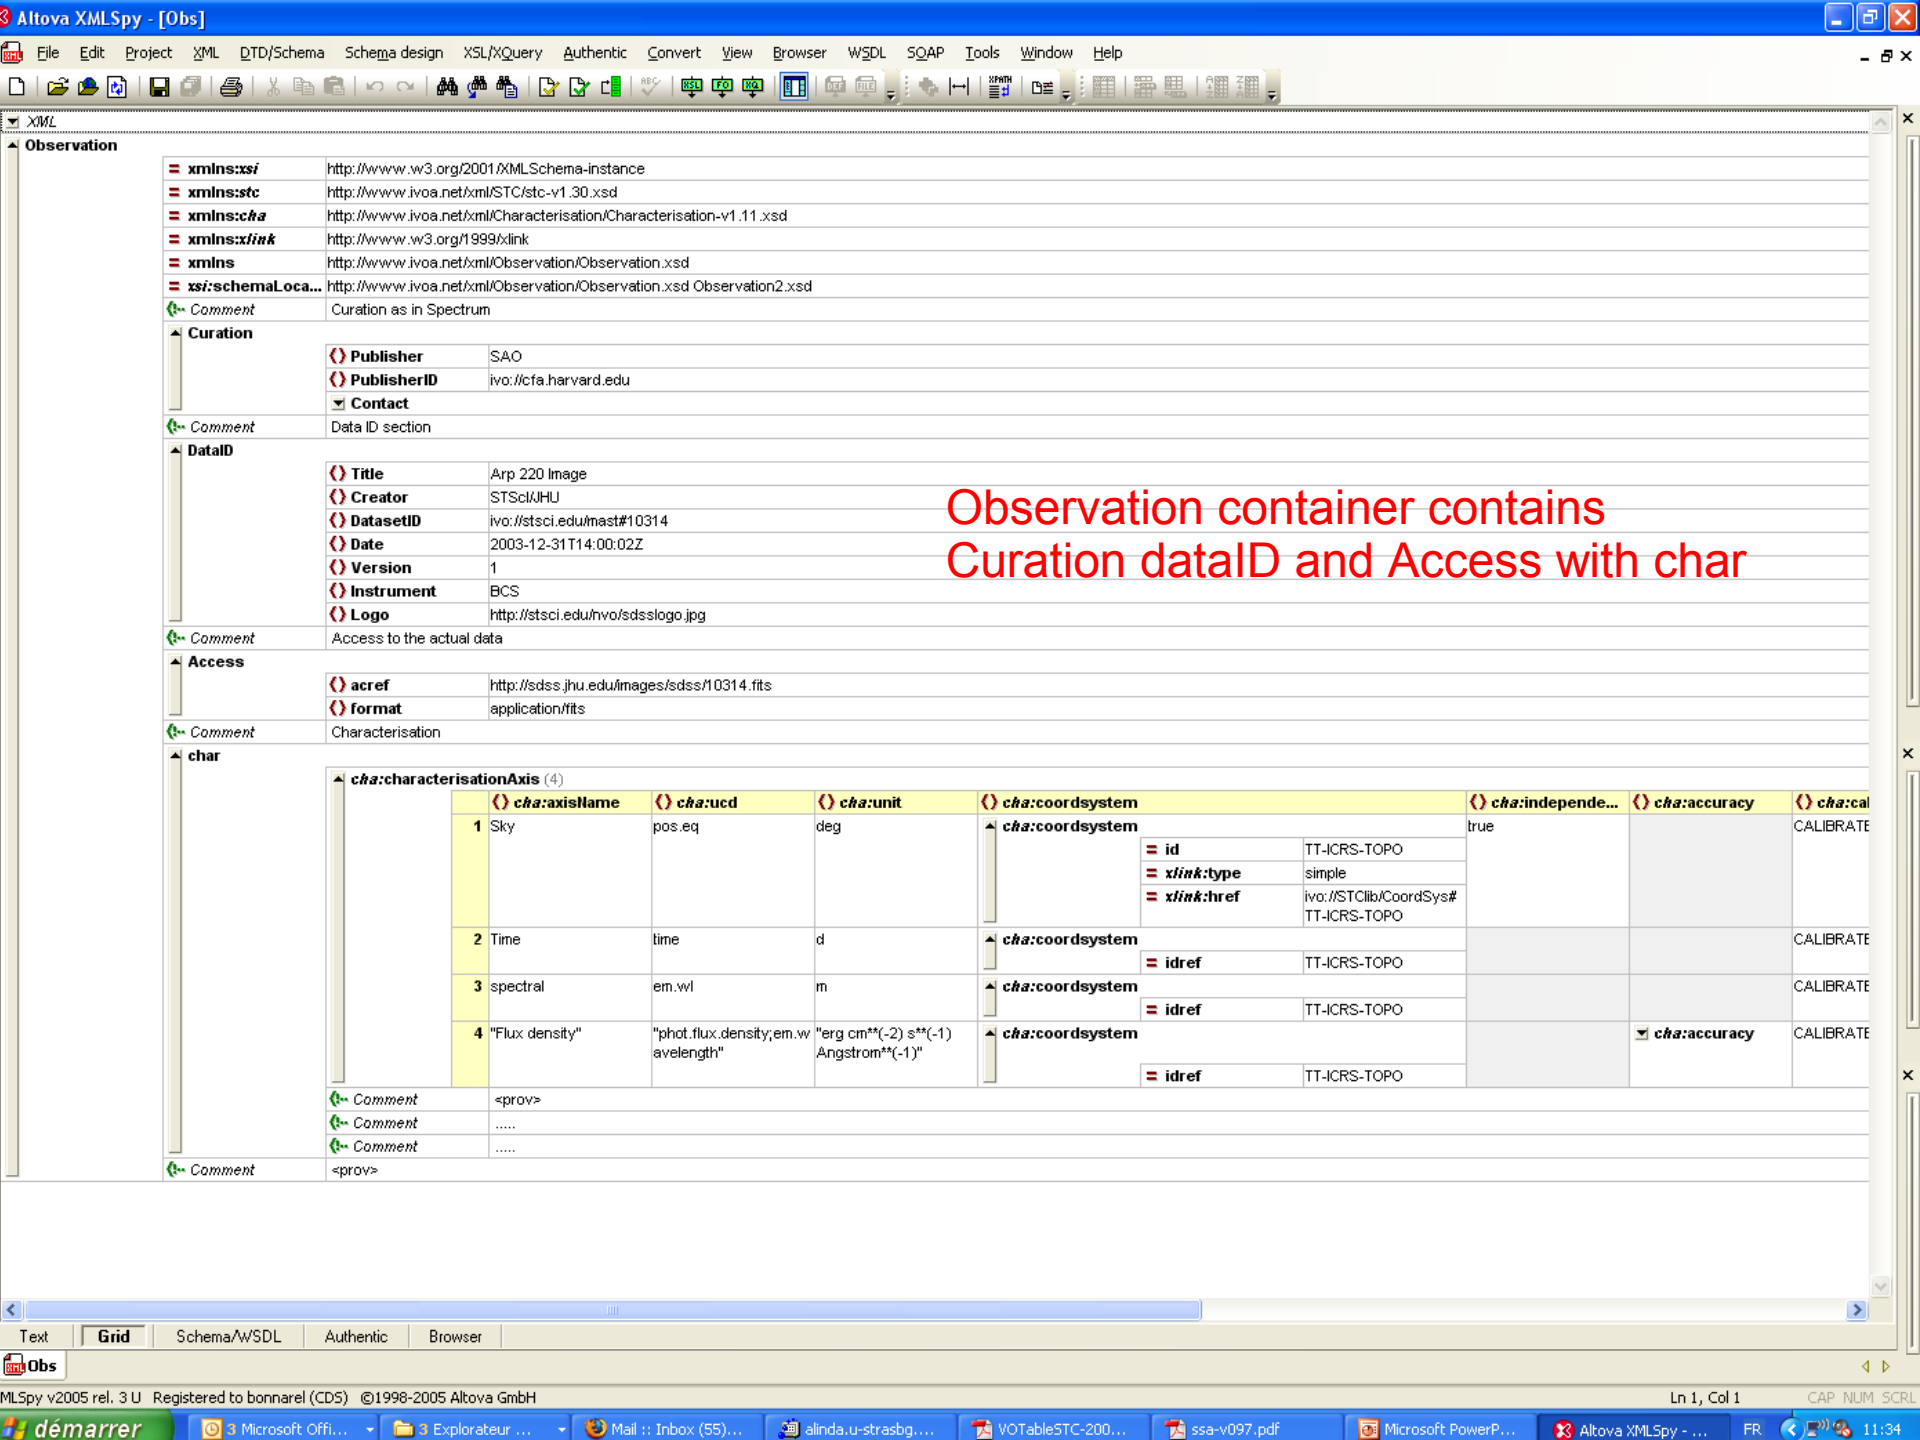 Altova XMLSpy - [Obs]
File Edit Project XML DTD/Schema Schema design XSL/XQuery Authentic Convert View Browser WSDL SOAP Tools Window Help
XML
Observation
xmlns:xsi http://www.w3.org/2001/XMLSchema-instance
xmlns:stc http://www.ivoa.net/xml/STC/stc-v1.30.xsd
xmlns:cha http://www.ivoa.net/xml/Characterisation/Characterisation-v1.11.xsd
xmlns:xlink http://www.w3.org/1999/xlink
xmlns http://www.ivoa.net/xml/Observation/Observation.xsd
xsi:schemaLoca... http://www.ivoa.net/xml/Observation/Observation.xsd Observation2.xsd
Comment Curation as in Spectrum
Curation
Publisher SAO
PublisherID ivo://cfa.harvard.edu
Contact
Comment Data ID section
DataID
Title Arp 220 Image
Creator STScI/JHU
DatasetID ivo://stsci.edu/mast#10314
Date 2003-12-31T14:00:02Z
Version 1
Instrument BCS
Logo http://stsci.edu/nvo/sdsslogo.jpg
Observation container contains
Curation dataID and Access with char
Comment Access to the actual data
Access
acref http://sdss.jhu.edu/images/sdss/10314.fits
format application/fits
Comment Characterisation
char
cha:characterisationAxis (4)
cha:axisName cha:ucd cha:unit cha:coordsystem cha:independe... cha:accuracy cha:cal
1 Sky pos.eq deg cha:coordsystem true CALIBRATE
id TT-ICRS-TOPO
xlink:type simple
xlink:href ivo://STClib/CoordSys#
TT-ICRS-TOPO
2 Time time d cha:coordsystem CALIBRATE
idref TT-ICRS-TOPO
3 spectral em.wl m cha:coordsystem CALIBRATE
idref TT-ICRS-TOPO
4 "Flux density" "phot.flux.density;em.w "erg cm**(-2) s**(-1) cha:coordsystem cha:accuracy CALIBRATE
avelength" Angstrom**(-1)"
idref TT-ICRS-TOPO
Comment <prov>
Comment .....
Comment .....
Comment <prov>
Text Grid Schema/WSDL Authentic Browser
Obs
MLSpy v2005 rel. 3 U Registered to bonnarel (CDS) ©1998-2005 Altova GmbH Ln 1, Col 1 CAP NUM SCRL
démarrer 3 Microsoft Offi... 3 Explorateur ... Mail :: Inbox (55)... alinda.u-strasbg.... VOTableSTC-200... ssa-v097.pdf Microsoft PowerP... Altova XMLSpy - ... FR 11:34